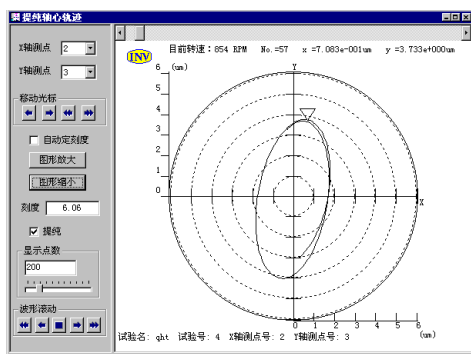 提纯轴心轨迹
X轴测点 2
Y轴测点 3
移动光标
自动定刻度
图形放大
图形缩小
刻度 6.06
提纯
显示点数
200
波形滚动
INV
目前转速：854 RPM No.=57 x =7.083e-001um y =3.733e+000um
6 (um) Y
5
4
3
2
1
0 X
0 1 2 3 4 5 6
(um)
试验名: qht 试验号: 4 X轴测点号: 2 Y轴测点号: 3